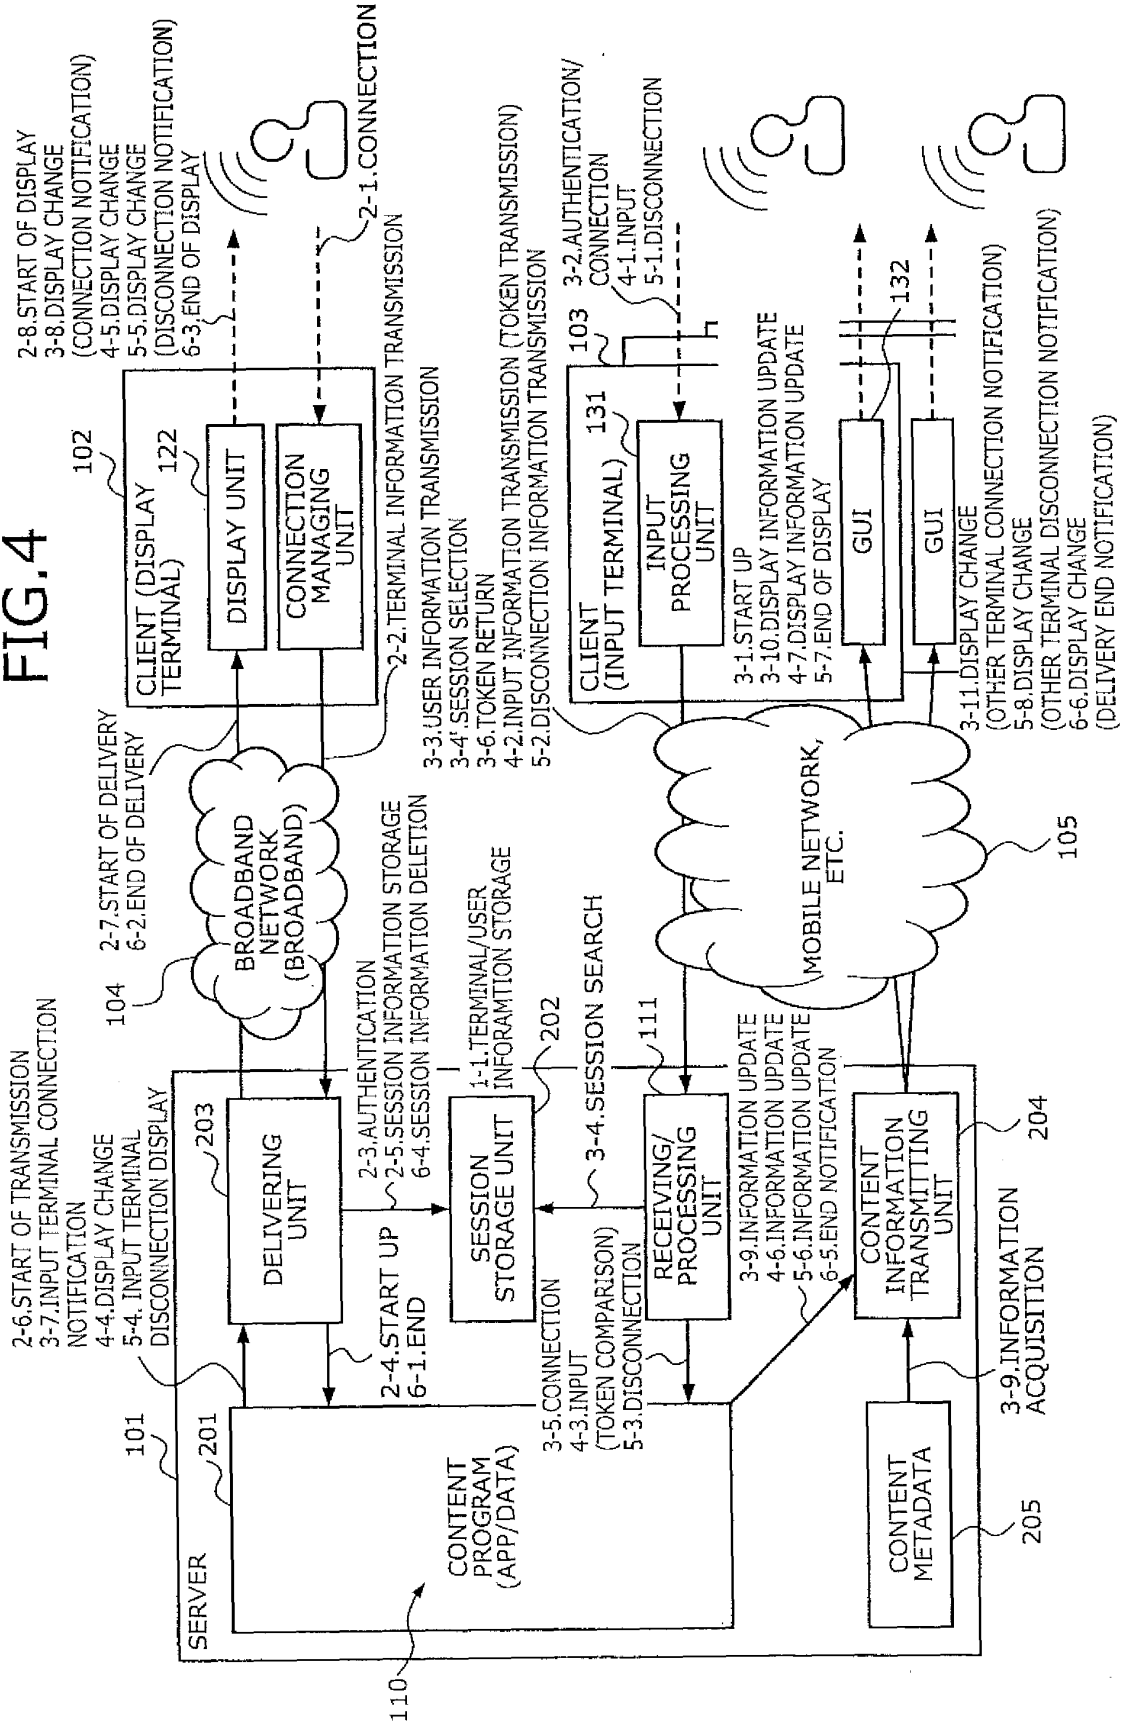 FIG.4
2-6.START OF TRANSMISSION
3-7.INPUT TERMINAL CONNECTION
NOTIFICATION
4-4.DISPLAY CHANGE
5-4. INPUT TERMINAL
DISCONNECTION DISPLAY
2-7.START OF DELIVERY
6-2.END OF DELIVERY
2-8.START OF DISPLAY
3-8.DISPLAY CHANGE
(CONNECTION NOTIFICATION)
4-5.DISPLAY CHANGE
5-5.DISPLAY CHANGE
(DISCONNECTION NOTIFICATION)
6-3.END OF DISPLAY
101
SERVER
201
203
104
102
CLIENT (DISPLAY
TERMINAL)
122
DISPLAY UNIT
CONNECTION
MANAGING
UNIT
2-1.CONNECTION
DELIVERING
UNIT
BROADBAND
NETWORK
(BROADBAND)
2-2.TERMINAL INFORMATION TRANSMISSION
2-4.START UP
6-1.END
2-3.AUTHENTICATION
2-5.SESSION INFORMATION STORAGE
6-4.SESSION INFORMATION DELETION
110
CONTENT
PROGRAM
(APP/DATA)
SESSION
STORAGE UNIT
1-1.TERMINAL/USER
INFORAMTION STORAGE
202
3-4.SESSION SEARCH
3-3.USER INFORMATION TRANSMISSION
3-4'.SESSION SELECTION
3-6.TOKEN RETURN
4-2.INPUT INFORMATION TRANSMISSION (TOKEN TRANSMISSION)
5-2.DISCONNECTION INFORMATION TRANSMISSION
3-5.CONNECTION
4-3.INPUT
(TOKEN COMPARISON)
5-3.DISCONNECTION
RECEIVING/
PROCESSING
UNIT
111
CLIENT
(INPUT TERMINAL)
131
103
INPUT
PROCESSING
UNIT
3-2.AUTHENTICATION/
CONNECTION
4-1.INPUT
5-1.DISCONNECTION
3-9.INFORMATION UPDATE
4-6.INFORMATION UPDATE
5-6.INFORMATION UPDATE
6-5.END NOTIFICATION
(MOBILE NETWORK,
ETC.
3-1.START UP
3-10.DISPLAY INFORMATION UPDATE
4-7.DISPLAY INFORMATION UPDATE
5-7.END OF DISPLAY
GUI
132
GUI
CONTENT
METADATA
205
CONTENT
INFORMATION
TRANSMITTING
UNIT
204
3-9.INFORMATION
ACQUISITION
105
3-11.DISPLAY CHANGE
(OTHER TERMINAL CONNECTION NOTIFICATION)
5-8.DISPLAY CHANGE
(OTHER TERMINAL DISCONNECTION NOTIFICATION)
6-6.DISPLAY CHANGE
(DELIVERY END NOTIFICATION)